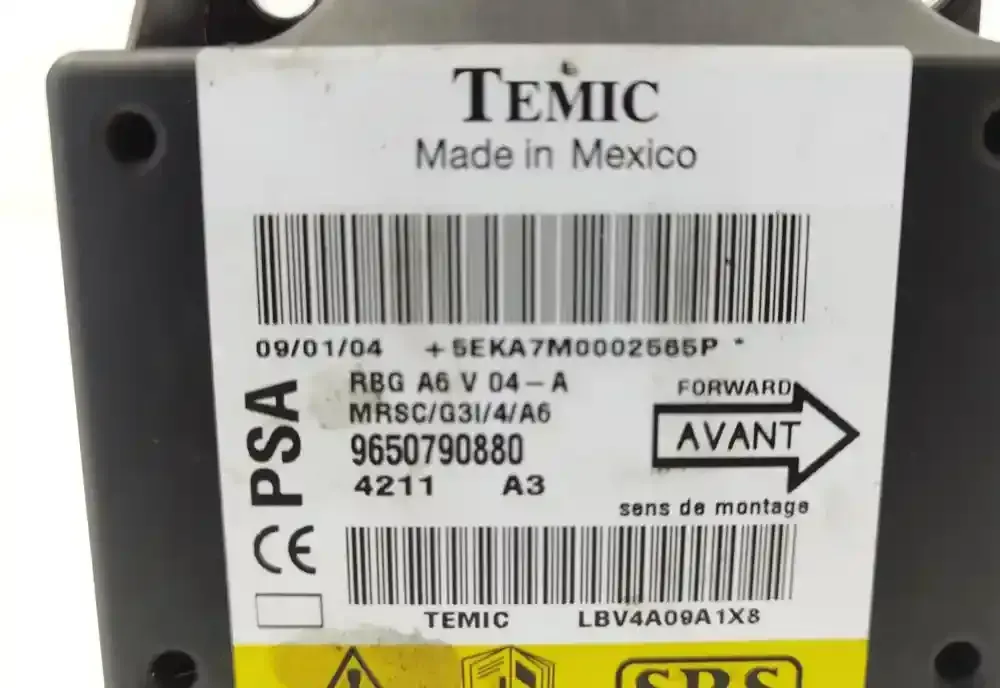 TEMIC
Made in Mexico
09/01/04 +5EKA7M0002565P *
PSA
RBG A6 V 04-A
MRSC/G3I/4/A6
9650790880
4211 A3
FORWARD
AVANT
sens de montage
CE
TEMIC LBV4A09A1X8
SRS